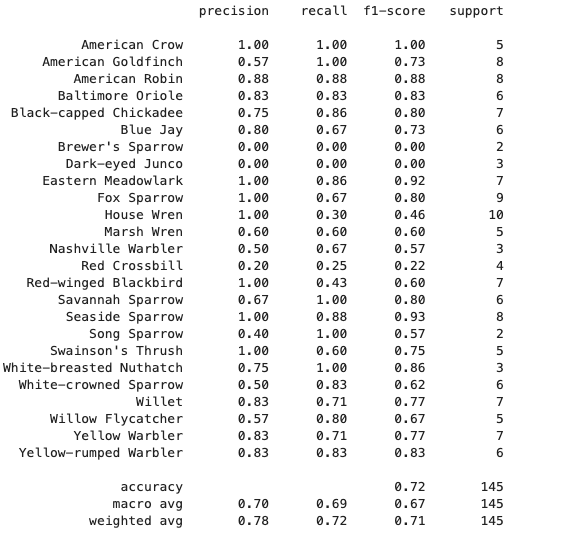 precision recall f1-score support
American Crow 1.00 1.00 1.00 5
American Goldfinch 0.57 1.00 0.73 8
American Robin 0.88 0.88 0.88 8
Baltimore Oriole 0.83 0.83 0.83 6
Black-capped Chickadee 0.75 0.86 0.80 7
Blue Jay 0.80 0.67 0.73 6
Brewer's Sparrow 0.00 0.00 0.00 2
Dark-eyed Junco 0.00 0.00 0.00 3
Eastern Meadowlark 1.00 0.86 0.92 7
Fox Sparrow 1.00 0.67 0.80 9
House Wren 1.00 0.30 0.46 10
Marsh Wren 0.60 0.60 0.60 5
Nashville Warbler 0.50 0.67 0.57 3
Red Crossbill 0.20 0.25 0.22 4
Red-winged Blackbird 1.00 0.43 0.60 7
Savannah Sparrow 0.67 1.00 0.80 6
Seaside Sparrow 1.00 0.88 0.93 8
Song Sparrow 0.40 1.00 0.57 2
Swainson's Thrush 1.00 0.60 0.75 5
White-breasted Nuthatch 0.75 1.00 0.86 3
White-crowned Sparrow 0.50 0.83 0.62 6
Willet 0.83 0.71 0.77 7
Willow Flycatcher 0.57 0.80 0.67 5
Yellow Warbler 0.83 0.71 0.77 7
Yellow-rumped Warbler 0.83 0.83 0.83 6
accuracy 0.72 145
macro avg 0.70 0.69 0.67 145
weighted avg 0.78 0.72 0.71 145